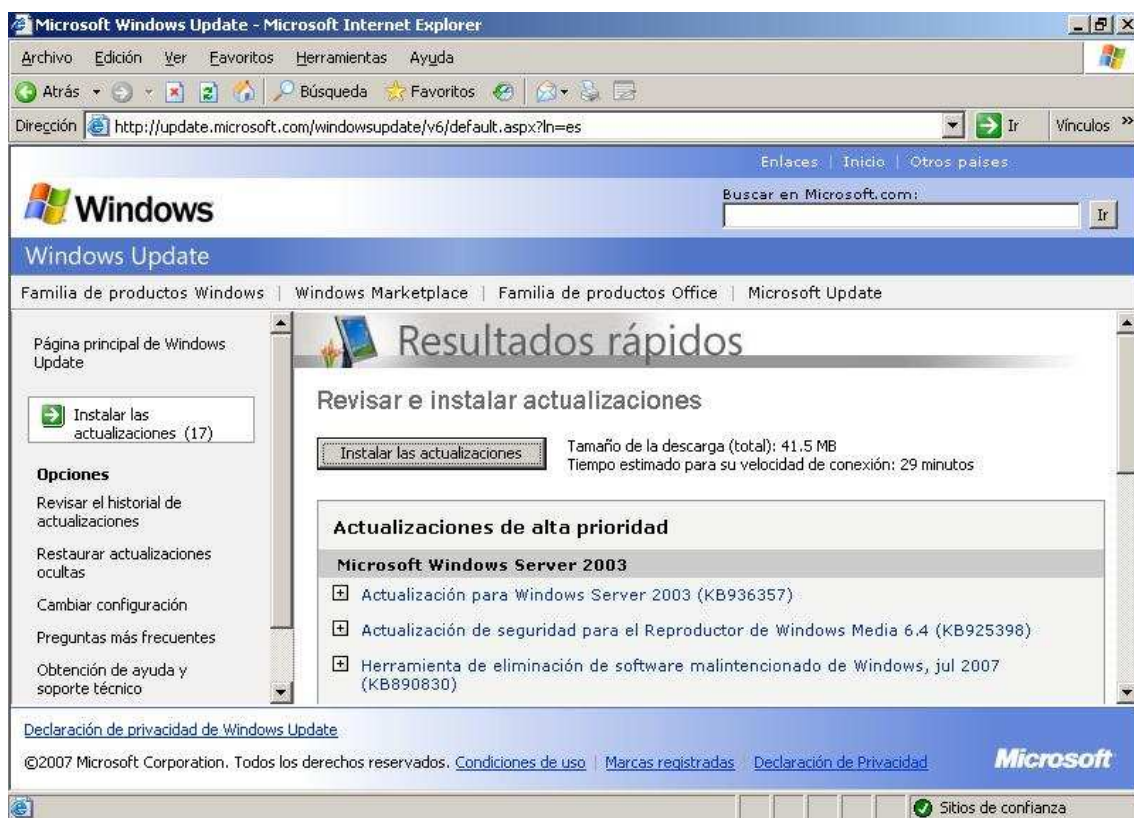 Microsoft Windows Update - Microsoft Internet Explorer
Archivo Edición Ver Favoritos Herramientas Ayuda
Atrás Búsqueda Favoritos
Dirección http://update.microsoft.com/windowsupdate/v6/default.aspx?ln=es Ir Vínculos »
Enlaces | Inicio | Otros países
Windows
Buscar en Microsoft.com:
Ir
Windows Update
Familia de productos Windows | Windows Marketplace | Familia de productos Office | Microsoft Update
Página principal de Windows
Update
Instalar las
actualizaciones (17)
Opciones
Revisar el historial de
actualizaciones
Restaurar actualizaciones
ocultas
Cambiar configuración
Preguntas más frecuentes
Obtención de ayuda y
soporte técnico
Resultados rápidos
Revisar e instalar actualizaciones
Instalar las actualizaciones
Tamaño de la descarga (total): 41.5 MB
Tiempo estimado para su velocidad de conexión: 29 minutos
Actualizaciones de alta prioridad
Microsoft Windows Server 2003
Actualización para Windows Server 2003 (KB936357)
Actualización de seguridad para el Reproductor de Windows Media 6.4 (KB925398)
Herramienta de eliminación de software malintencionado de Windows, jul 2007
(KB890830)
Declaración de privacidad de Windows Update
©2007 Microsoft Corporation. Todos los derechos reservados. Condiciones de uso | Marcas registradas | Declaración de Privacidad
Microsoft
Sitios de confianza